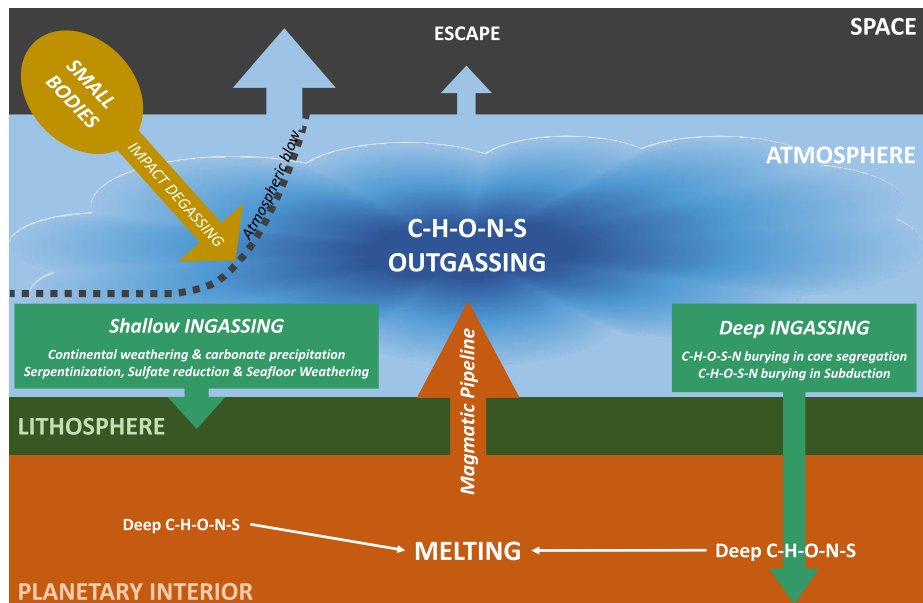 SPACE
ESCAPE
SMALL
BODIES
IMPACT DEGASSING
Atmospheric blow
ATMOSPHERE
C-H-O-N-S
OUTGASSING
Shallow INGASSING
Continental weathering & carbonate precipitation
Serpentinization, Sulfate reduction & Seafloor Weathering
Deep INGASSING
C-H-O-S-N burying in core segregation
C-H-O-S-N burying in Subduction
Magmatic Pipeline
LITHOSPHERE
Deep C-H-O-N-S
MELTING
Deep C-H-O-N-S
PLANETARY INTERIOR